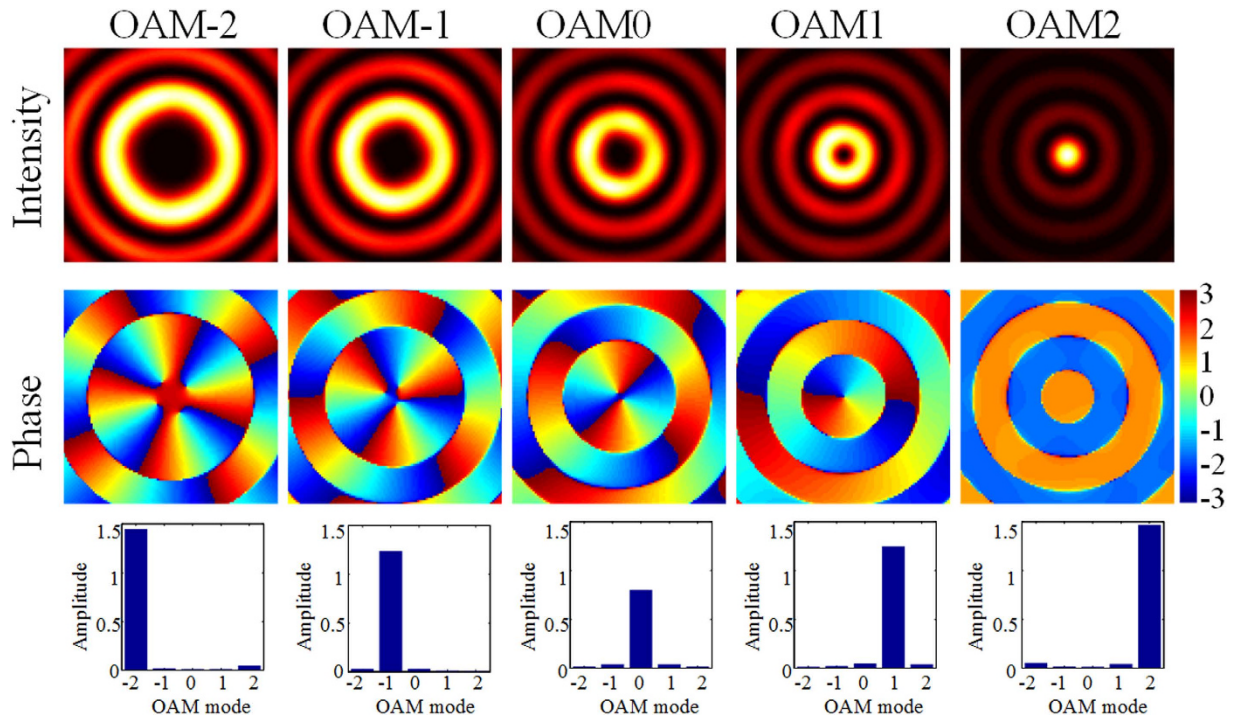 OAM-2 OAM-1 OAM0 OAM1 OAM2
Intensity
Phase
3
2
1
0
-1
-2
-3
1.5 1.5 1.5 1.5 1.5
1 1 1 1 1
0.5 0.5 0.5 0.5 0.5
0 0 0 0 0
Amplitude Amplitude Amplitude Amplitude Amplitude
-2 -1 0 1 2 -2 -1 0 1 2 -2 -1 0 1 2 -2 -1 0 1 2 -2 -1 0 1 2
OAM mode OAM mode OAM mode OAM mode OAM mode